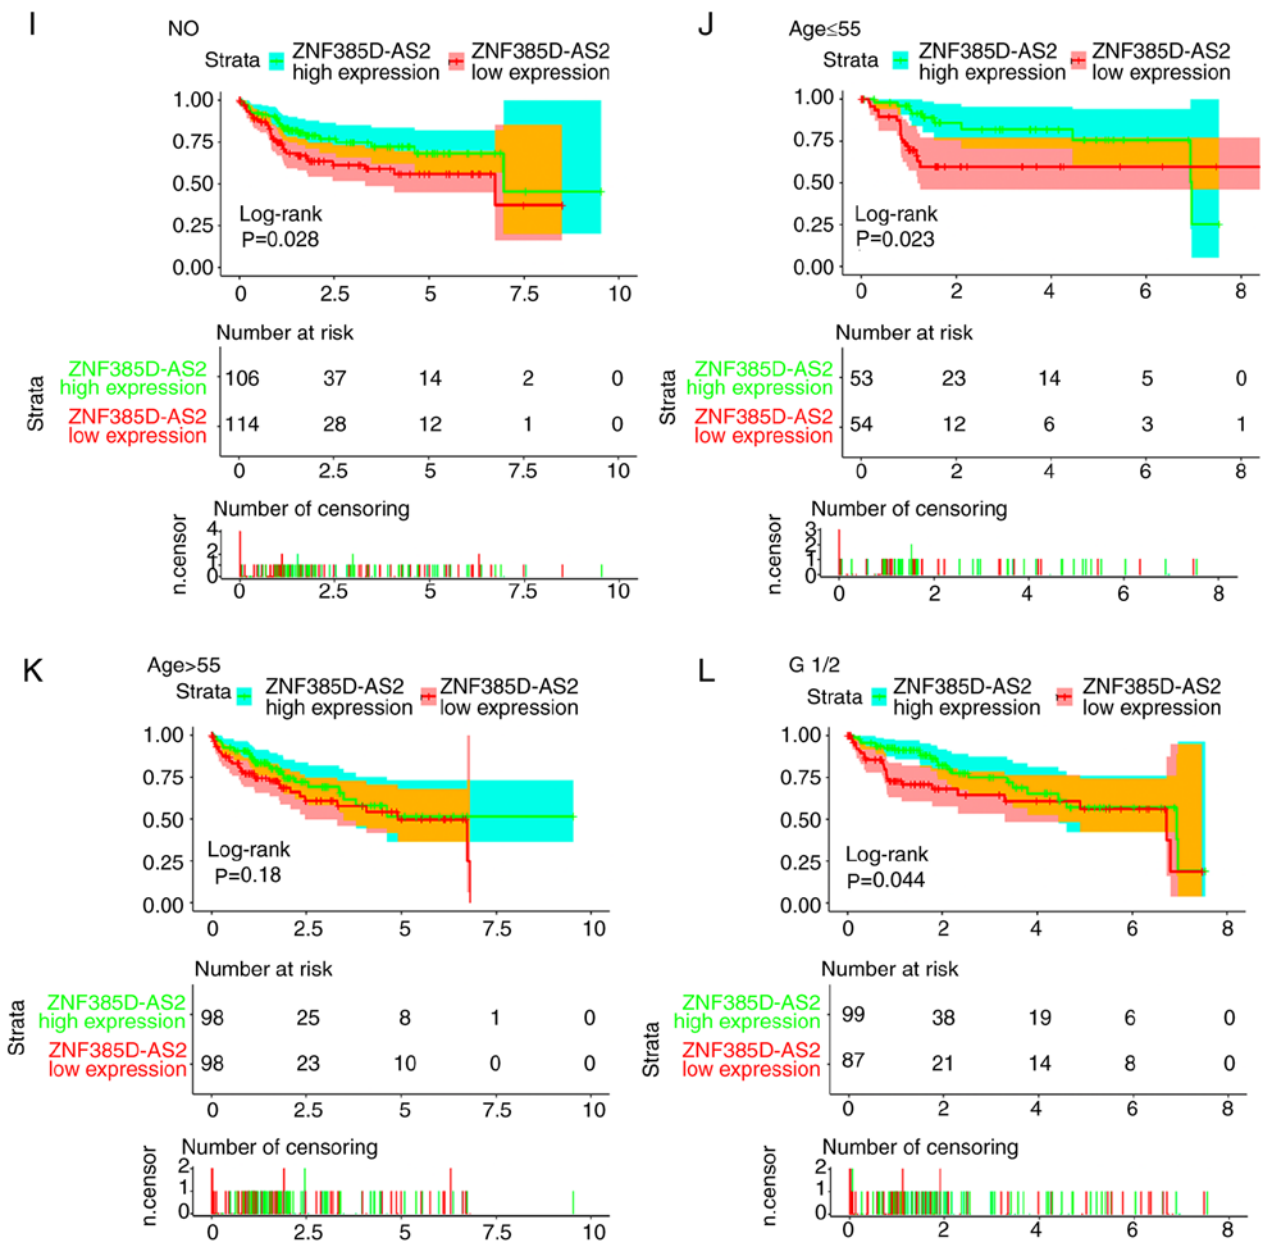 I
NO
Strata
ZNF385D-AS2
high expression
ZNF385D-AS2
low expression
1.00
0.75
0.50
0.25
0.00
Log-rank
P=0.028
0 2.5 5 7.5 10
Number at risk
Strata
ZNF385D-AS2
high expression
106 37 14 2 0
ZNF385D-AS2
low expression
114 28 12 1 0
0 2.5 5 7.5 10
Number of censoring
n.censor
4
2
0
0 2.5 5 7.5 10
J
Age≤55
Strata
ZNF385D-AS2
high expression
ZNF385D-AS2
low expression
1.00
0.75
0.50
0.25
0.00
Log-rank
P=0.023
0 2 4 6 8
Number at risk
Strata
ZNF385D-AS2
high expression
53 23 14 5 0
ZNF385D-AS2
low expression
54 12 6 3 1
0 2 4 6 8
Number of censoring
n.censor
3
2
1
0
0 2 4 6 8
K
Age>55
Strata
ZNF385D-AS2
high expression
ZNF385D-AS2
low expression
1.00
0.75
0.50
0.25
0.00
Log-rank
P=0.18
0 2.5 5 7.5 10
Number at risk
Strata
ZNF385D-AS2
high expression
98 25 8 1 0
ZNF385D-AS2
low expression
98 23 10 0 0
0 2.5 5 7.5 10
Number of censoring
n.censor
2
1
0
0 2.5 5 7.5 10
L
G 1/2
Strata
ZNF385D-AS2
high expression
ZNF385D-AS2
low expression
1.00
0.75
0.50
0.25
0.00
Log-rank
P=0.044
0 2 4 6 8
Number at risk
Strata
ZNF385D-AS2
high expression
99 38 19 6 0
ZNF385D-AS2
low expression
87 21 14 8 0
0 2 4 6 8
Number of censoring
n.censor
2
1
0
0 2 4 6 8